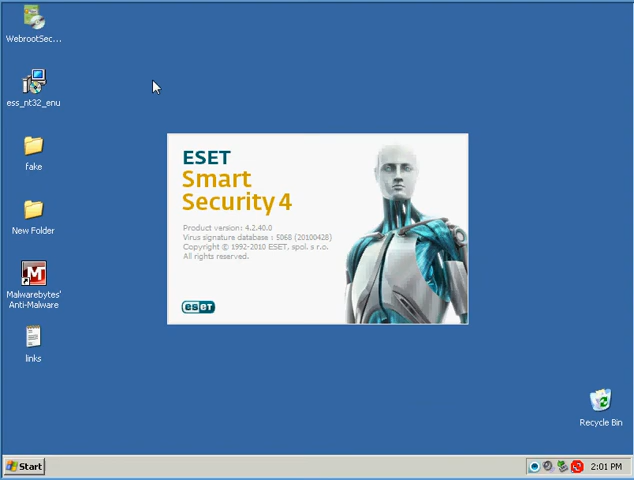 WebrootSec...
ess_nt32_enu
fake
New Folder
Malwarebytes'
Anti-Malware
links
ESET
Smart
Security 4
Product version: 4.2.40.0
Virus signature database : 5068 (20100428)
Copyright © 1992-2010 ESET, spol. s r.o.
All rights reserved.
eset
Recycle Bin
Start
2:01 PM